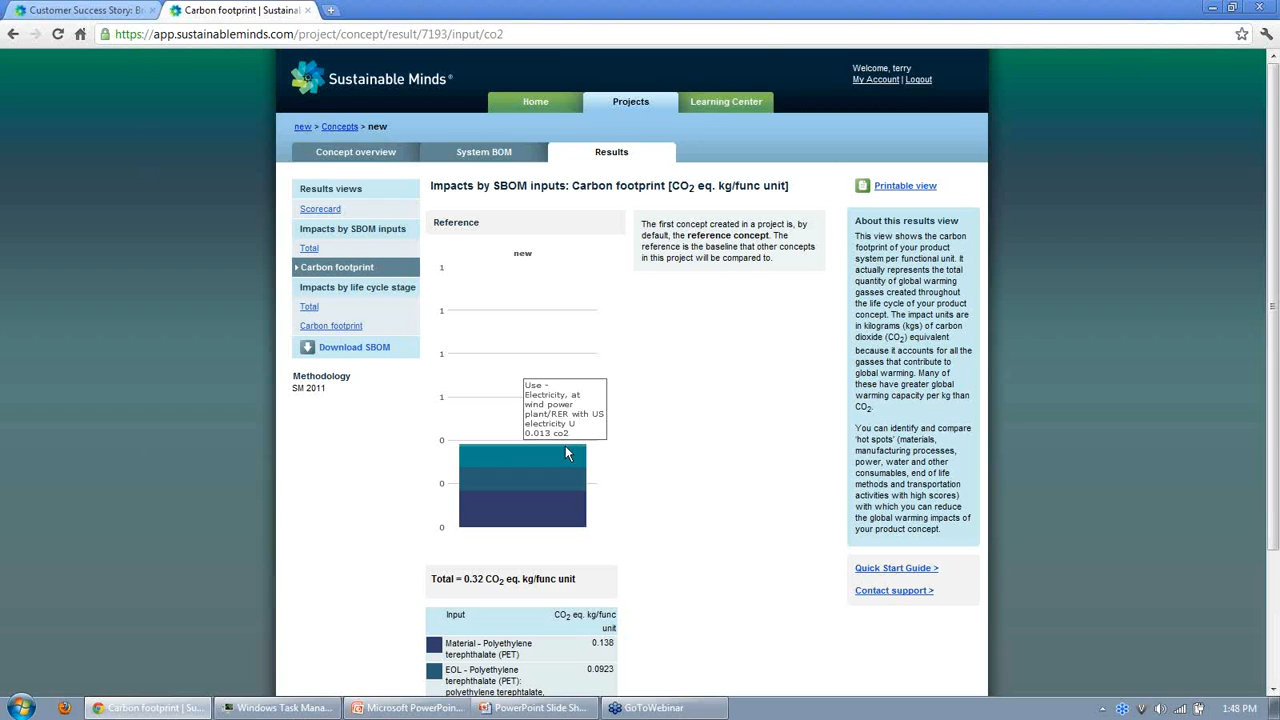 Customer Success Story: B
Carbon footprint | Sustainab
https://app.sustainableminds.com/project/concept/result/7193/input/co2
Sustainable Minds®
Welcome, terry
My Account | Logout
Home
Projects
Learning Center
new > Concepts > new
Concept overview
System BOM
Results
Results views
Scorecard
Impacts by SBOM inputs
Total
Carbon footprint
Impacts by life cycle stage
Total
Carbon footprint
Download SBOM
Methodology
SM 2011
Impacts by SBOM inputs: Carbon footprint [CO2 eq. kg/func unit]
Reference
new
1
1
1
1
0
0
0
Use -
Electricity, at
wind power
plant/RER with US
electricity U
0.013 co2
Total = 0.32 CO2 eq. kg/func unit
Input
CO2 eq. kg/func
unit
Material - Polyethylene
terephthalate (PET)
0.138
EOL - Polyethylene
terephthalate (PET):
polyethylene terephthalate,
0.0923
The first concept created in a project is, by
default, the reference concept. The
reference is the baseline that other concepts
in this project will be compared to.
Printable view
About this results view
This view shows the carbon
footprint of your product
system per functional unit. It
actually represents the total
quantity of global warming
gasses created throughout
the life cycle of your product
concept. The impact units are
in kilograms (kgs) of carbon
dioxide (CO2) equivalent
because it accounts for all the
gasses that contribute to
global warming. Many of
these have greater global
warming capacity per kg than
CO2.
You can identify and compare
'hot spots' (materials,
manufacturing processes,
power, water and other
consumables, end of life
methods and transportation
activities with high scores)
with which you can reduce
the global warming impacts of
your product concept.
Quick Start Guide >
Contact support >
Carbon footprint | Su...
Windows Task Mana...
Microsoft PowerPoin...
PowerPoint Slide Sh...
GoToWebinar
1:48 PM